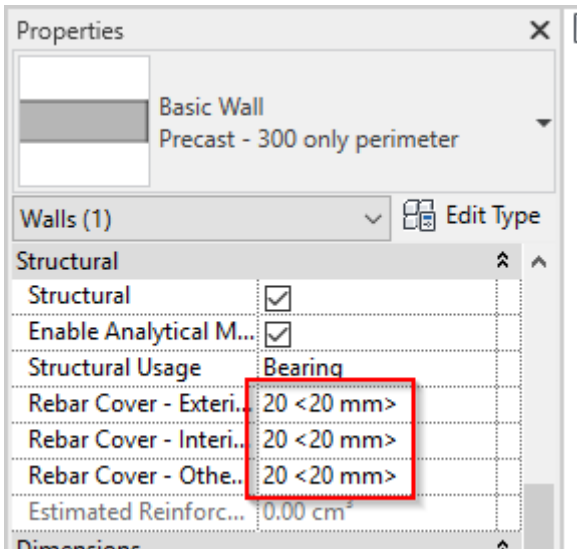 Properties
Basic Wall
Precast - 300 only perimeter
Walls (1)
Edit Type
Structural
Structural
Enable Analytical M...
Structural Usage Bearing
Rebar Cover - Exteri... 20 <20 mm>
Rebar Cover - Interi... 20 <20 mm>
Rebar Cover - Othe... 20 <20 mm>
Estimated Reinforc... 0.00 cm³
Dimensions